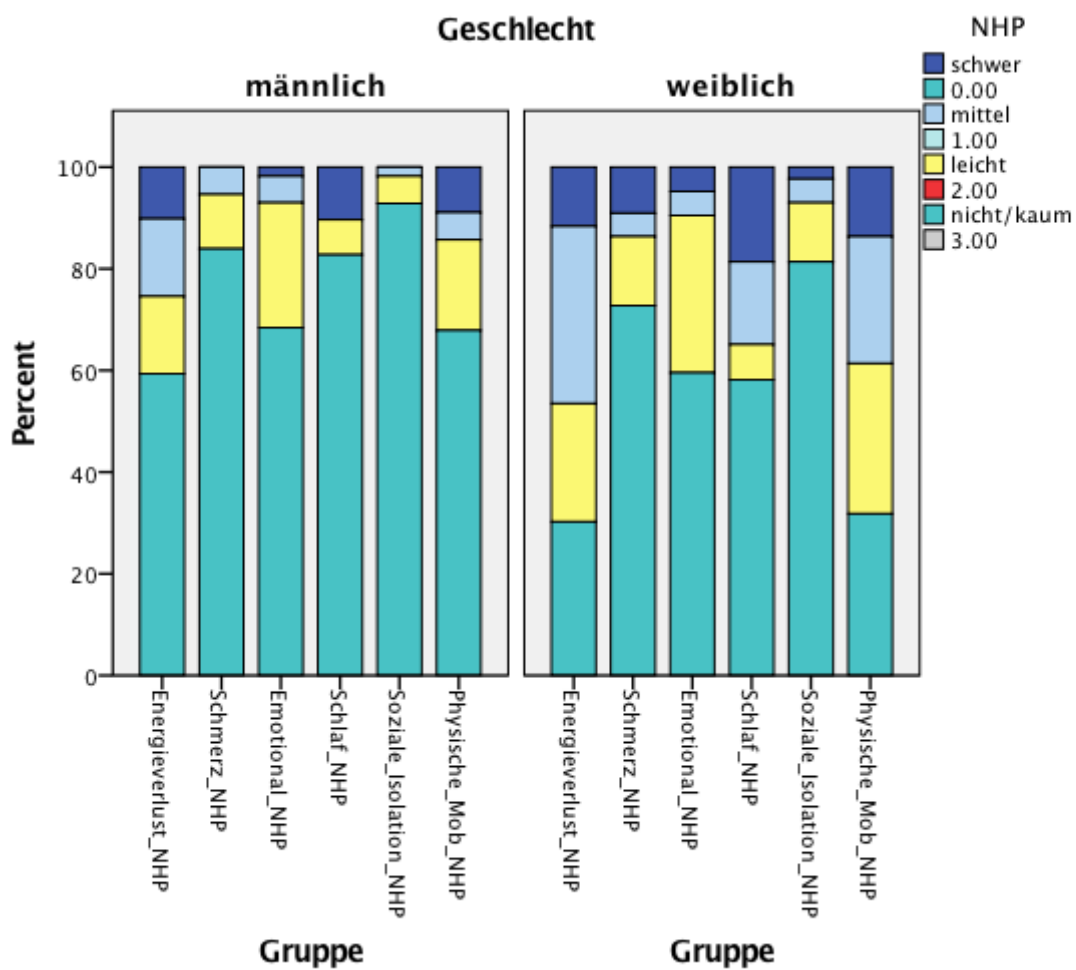 Geschlecht
männlich
weiblich
NHP
schwer
0.00
mittel
1.00
leicht
2.00
nicht/kaum
3.00
Percent
100
80
60
40
20
0
Energieverlust_NHP
Schmerz_NHP
Emotional_NHP
Schlaf_NHP
Soziale_Isolation_NHP
Physische_Mob_NHP
Energieverlust_NHP
Schmerz_NHP
Emotional_NHP
Schlaf_NHP
Soziale_Isolation_NHP
Physische_Mob_NHP
Gruppe
Gruppe